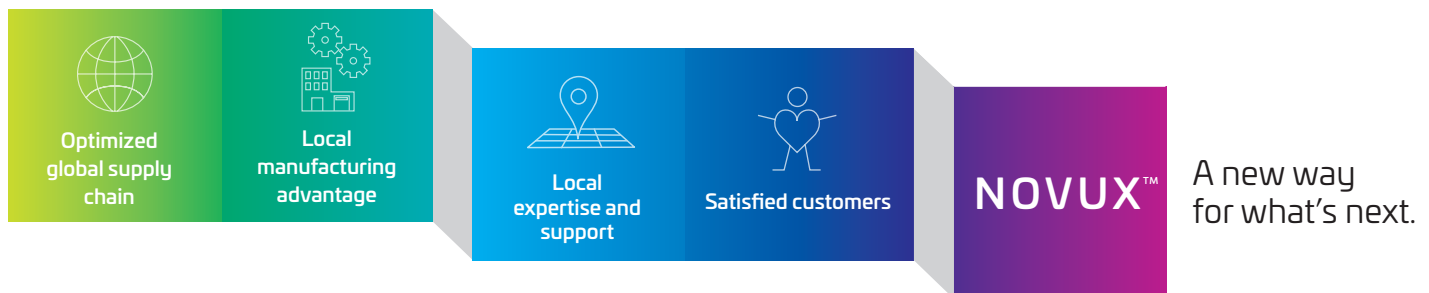 Optimized
global supply
chain
Local
manufacturing
advantage
Local
expertise and
support
Satisfied customers
NOVUX™
A new way
for what's next.